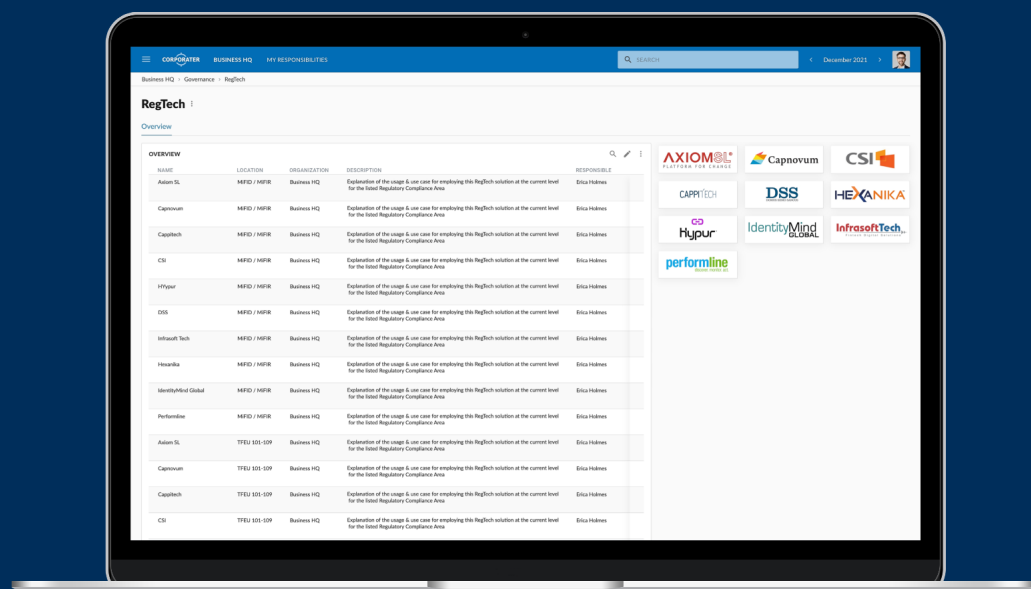 CORPORATER BUSINESS HQ MY RESPONSIBILITIES SEARCH December 2021
Business HQ > Governance > RegTech
RegTech
Overview
OVERVIEW
NAME LOCATION ORGANIZATION DESCRIPTION RESPONSIBLE
Axiom SL MiFID / MiFIR Business HQ Explanation of the usage & use case for employing this RegTech solution at the current level Erica Holmes
for the listed Regulatory Compliance Area
Capnovum MiFID / MiFIR Business HQ Explanation of the usage & use case for employing this RegTech solution at the current level Erica Holmes
for the listed Regulatory Compliance Area
Cappitech MiFID / MiFIR Business HQ Explanation of the usage & use case for employing this RegTech solution at the current level Erica Holmes
for the listed Regulatory Compliance Area
CSI MiFID / MiFIR Business HQ Explanation of the usage & use case for employing this RegTech solution at the current level Erica Holmes
for the listed Regulatory Compliance Area
HYypur MiFID / MiFIR Business HQ Explanation of the usage & use case for employing this RegTech solution at the current level Erica Holmes
for the listed Regulatory Compliance Area
DSS MiFID / MiFIR Business HQ Explanation of the usage & use case for employing this RegTech solution at the current level Erica Holmes
for the listed Regulatory Compliance Area
Infrasoft Tech MiFID / MiFIR Business HQ Explanation of the usage & use case for employing this RegTech solution at the current level Erica Holmes
for the listed Regulatory Compliance Area
Hexanika MiFID / MiFIR Business HQ Explanation of the usage & use case for employing this RegTech solution at the current level Erica Holmes
for the listed Regulatory Compliance Area
IdentityMind Global MiFID / MiFIR Business HQ Explanation of the usage & use case for employing this RegTech solution at the current level Erica Holmes
for the listed Regulatory Compliance Area
Performline MiFID / MiFIR Business HQ Explanation of the usage & use case for employing this RegTech solution at the current level Erica Holmes
for the listed Regulatory Compliance Area
Axiom SL TFEU 101-109 Business HQ Explanation of the usage & use case for employing this RegTech solution at the current level Erica Holmes
for the listed Regulatory Compliance Area
Capnovum TFEU 101-109 Business HQ Explanation of the usage & use case for employing this RegTech solution at the current level Erica Holmes
for the listed Regulatory Compliance Area
Cappitech TFEU 101-109 Business HQ Explanation of the usage & use case for employing this RegTech solution at the current level Erica Holmes
for the listed Regulatory Compliance Area
CSI TFEU 101-109 Business HQ Explanation of the usage & use case for employing this RegTech solution at the current level Erica Holmes
for the listed Regulatory Compliance Area
AXIOMSL Capnovum CSI
PLATFORM FOR CHANGE
CAPPITECH DSS HEXANIKA
Hypur IdentityMind InfrasoftTech
GLOBAL
performline